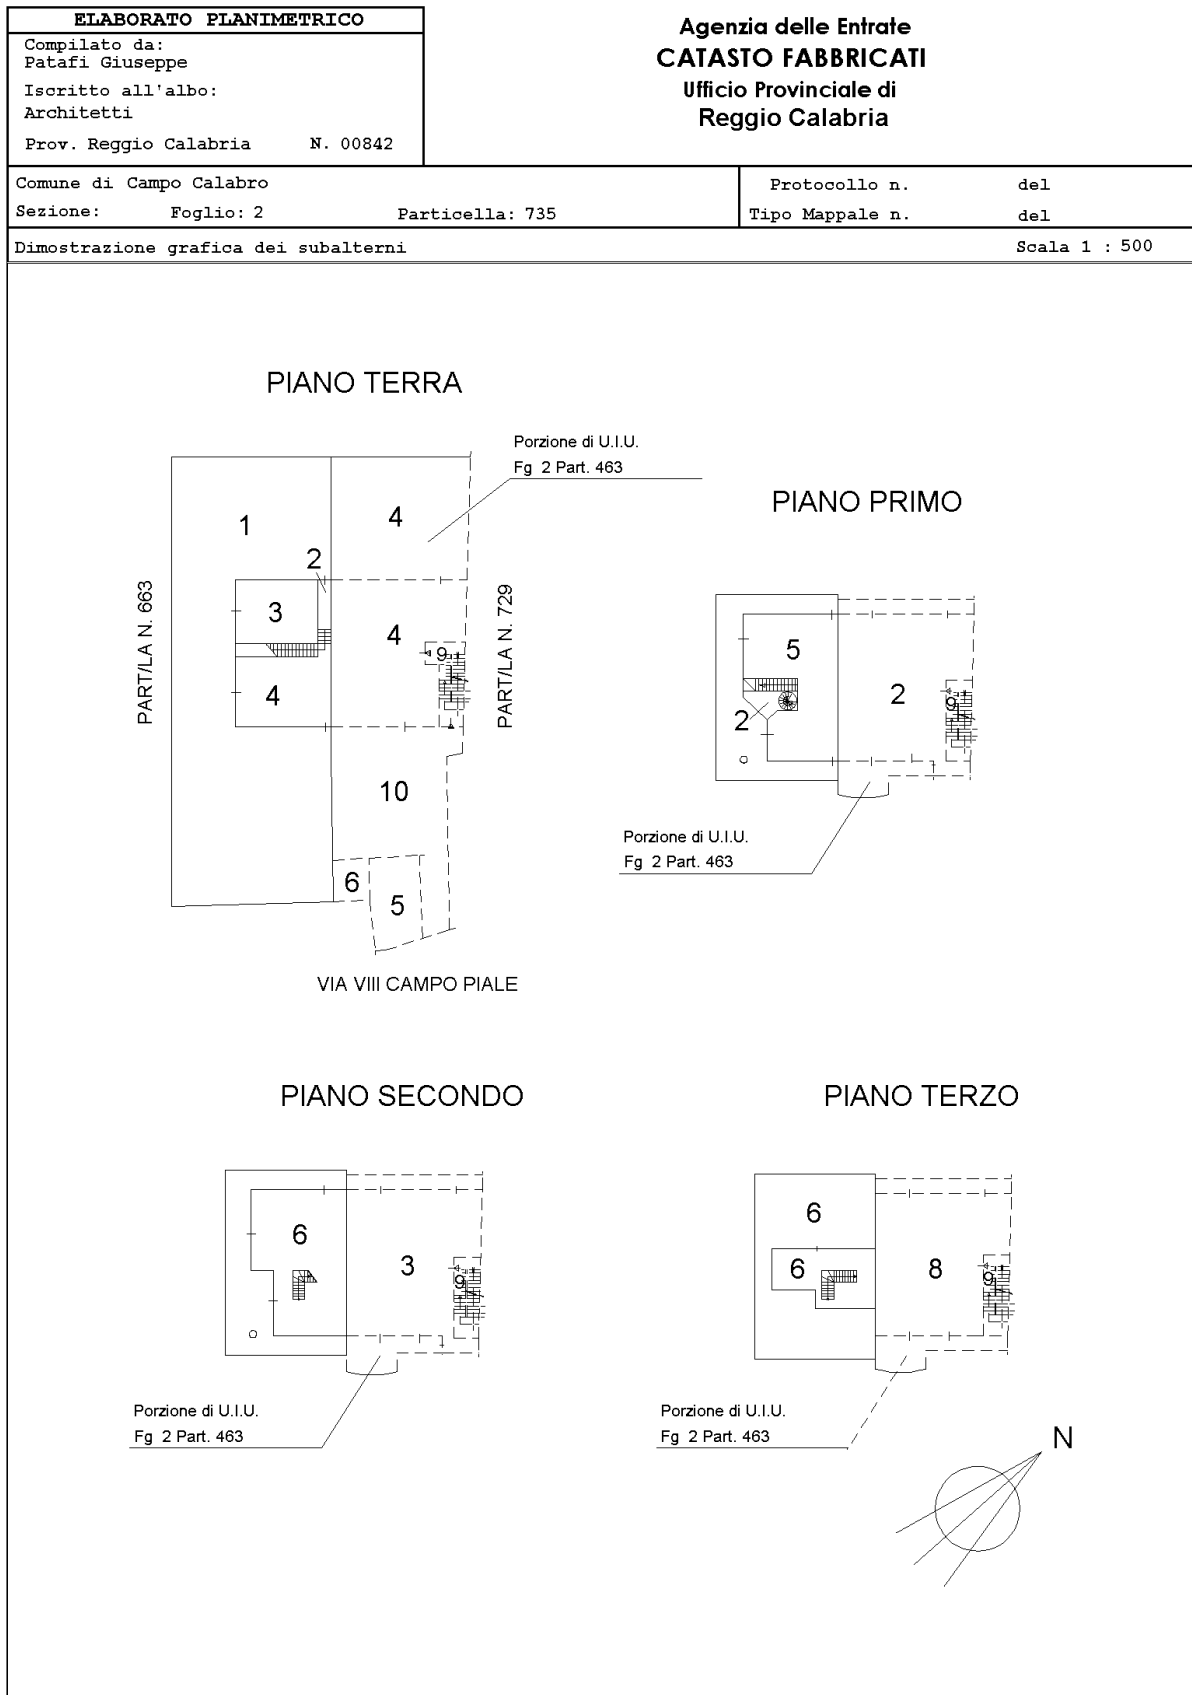 ELABORATO PLANIMETRICO
Compilato da:
Patafi Giuseppe
Iscritto all'albo:
Architetti
Prov. Reggio Calabria N. 00842
Agenzia delle Entrate
CATASTO FABBRICATI
Ufficio Provinciale di
Reggio Calabria
Comune di Campo Calabro
Sezione: Foglio: 2 Particella: 735
Protocollo n. del
Tipo Mappale n. del
Dimostrazione grafica dei subalterni
Scala 1 : 500
PIANO TERRA
Porzione di U.I.U.
Fg 2 Part. 463
1
4
2
3
4
9
4
10
6
5
PART/LA N. 663
PART/LA N. 729
VIA VIII CAMPO PIALE
PIANO PRIMO
5
2
2
9
Porzione di U.I.U.
Fg 2 Part. 463
PIANO SECONDO
6
3
9
Porzione di U.I.U.
Fg 2 Part. 463
PIANO TERZO
6
6
8
9
Porzione di U.I.U.
Fg 2 Part. 463
N